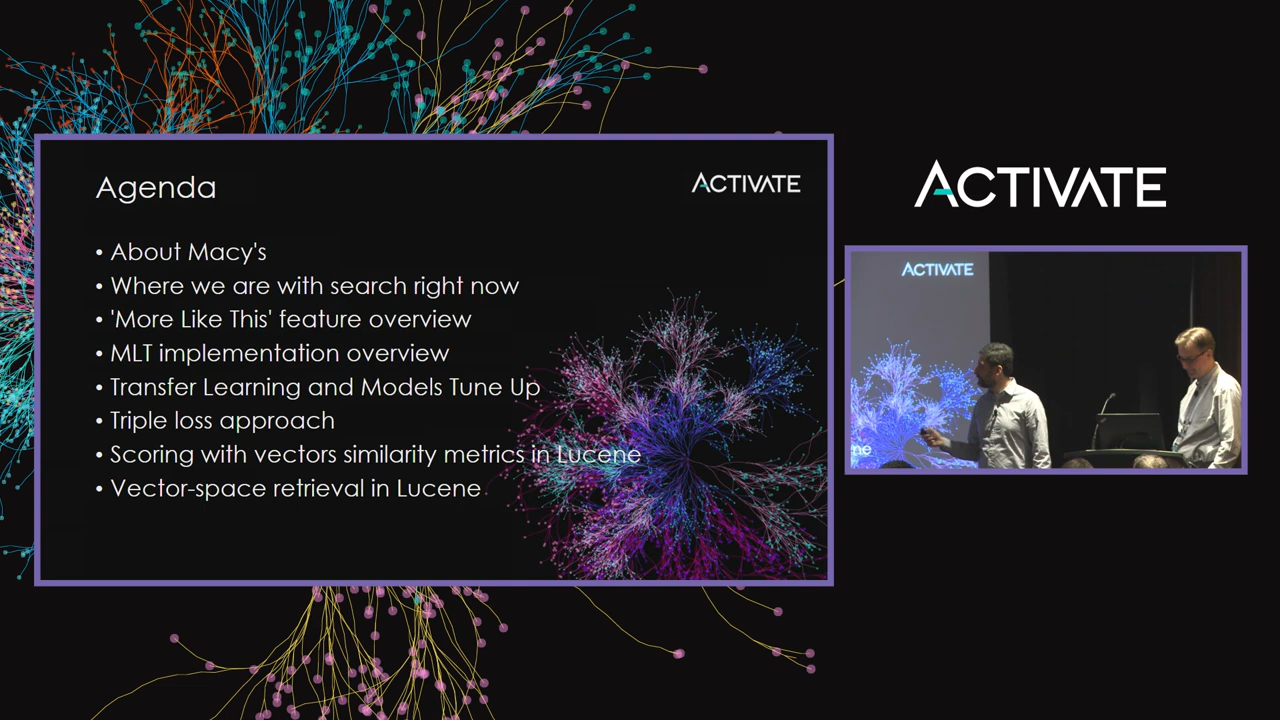 Agenda
ACTIVATE
• About Macy's
• Where we are with search right now
• 'More Like This' feature overview
• MLT implementation overview
• Transfer Learning and Models Tune Up
• Triple loss approach
• Scoring with vectors similarity metrics in Lucene
• Vector-space retrieval in Lucene
ACTIVATE
ACTIVATE
ne